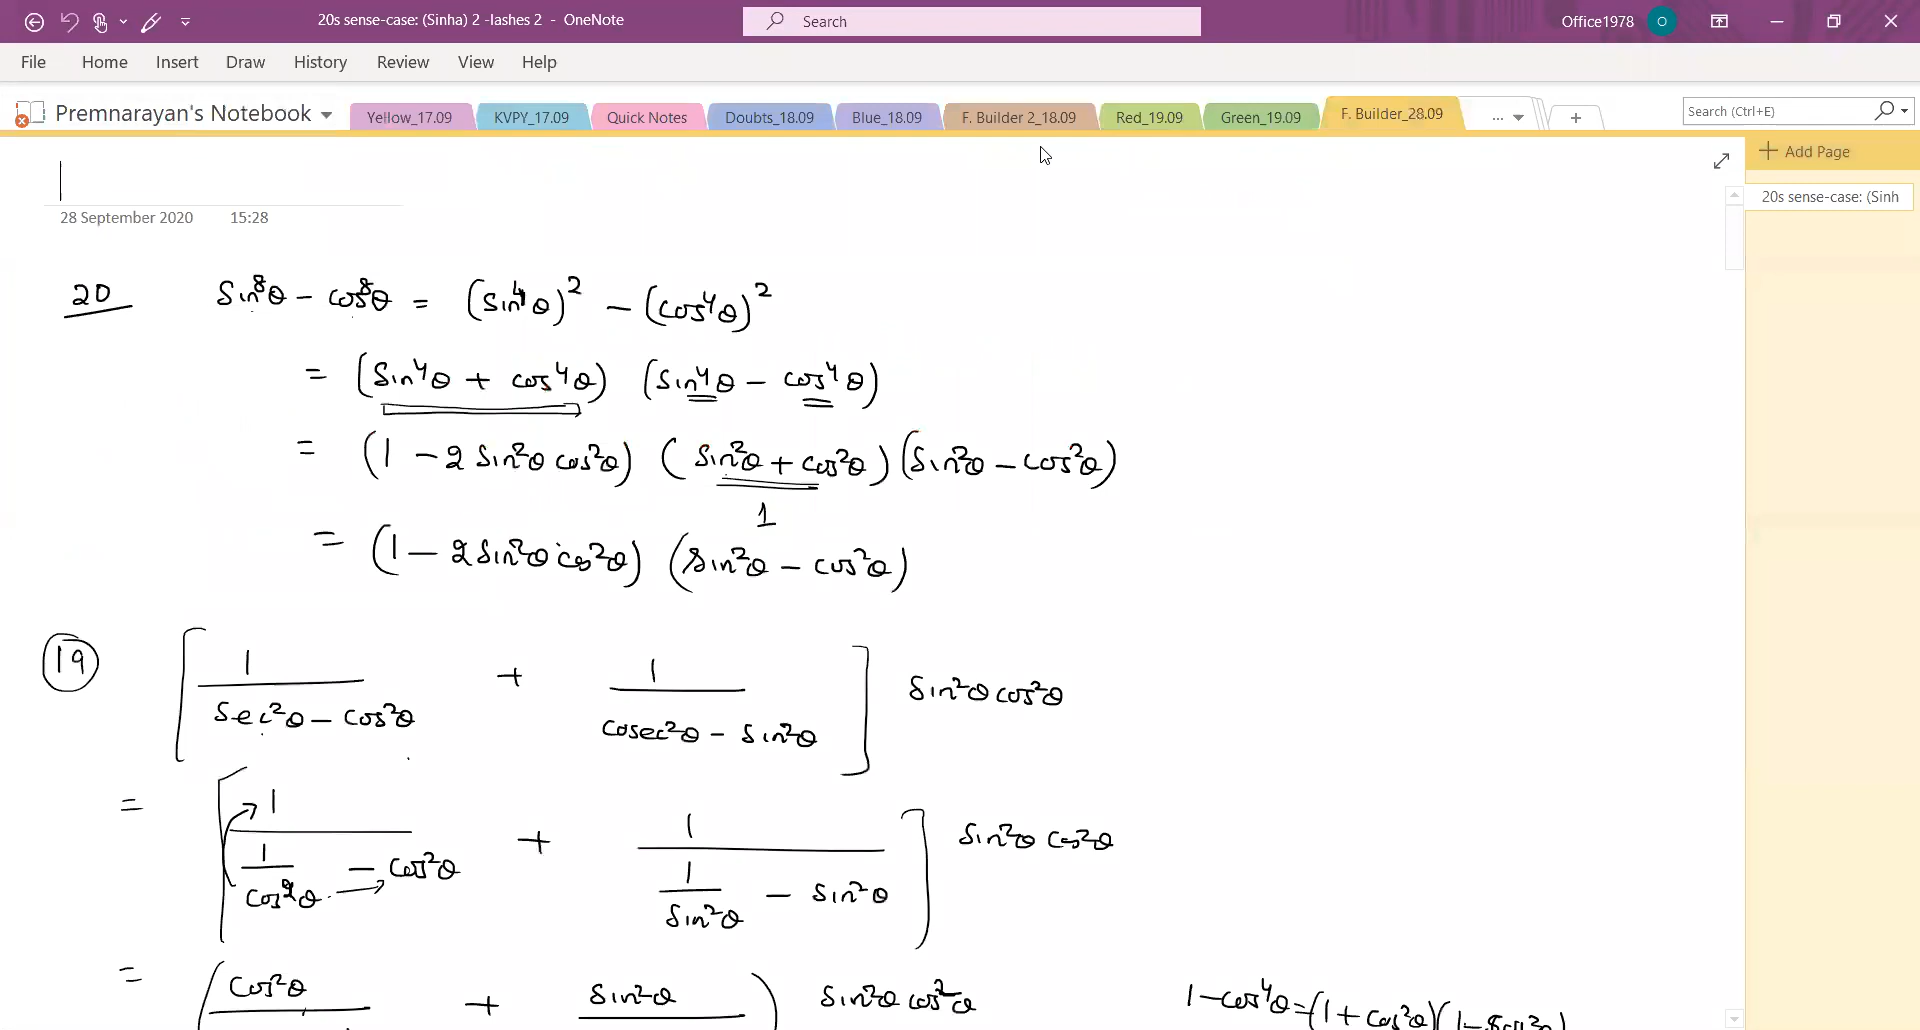 20s sense-case: (Sinha) 2 -lashes 2 - OneNote
Search
Office1978
O
File Home Insert Draw History Review View Help
Premnarayan's Notebook
Yellow_17.09 KVPY_17.09 Quick Notes Doubts_18.09 Blue_18.09 F. Builder 2_18.09 Red_19.09 Green_19.09 F. Builder_28.09 ... +
Search (Ctrl+E)
+ Add Page
20s sense-case: (Sinh
28 September 2020 15:28
20 Sin⁸θ - cos⁸θ = (sin⁴θ)² - (cos⁴θ)²
= (sin⁴θ + cos⁴θ) (sin⁴θ - cos⁴θ)
= (1 - 2 sin²θ cos²θ) (sin²θ + cos²θ) (sin²θ - cos²θ)
1
= (1 - 2 sin²θ cos²θ) (sin²θ - cos²θ)
19 [ 1 / (sec²θ - cos²θ) + 1 / (cosec²θ - sin²θ) ] sin²θ cos²θ
= [ 1 / (1/cos²θ - cos²θ) + 1 / (1/sin²θ - sin²θ) ] sin²θ cos²θ
= ( cos²θ + sin²θ ) sin²θ cos²θ
1 - cos⁴θ = (1 + cos²θ)(1 -